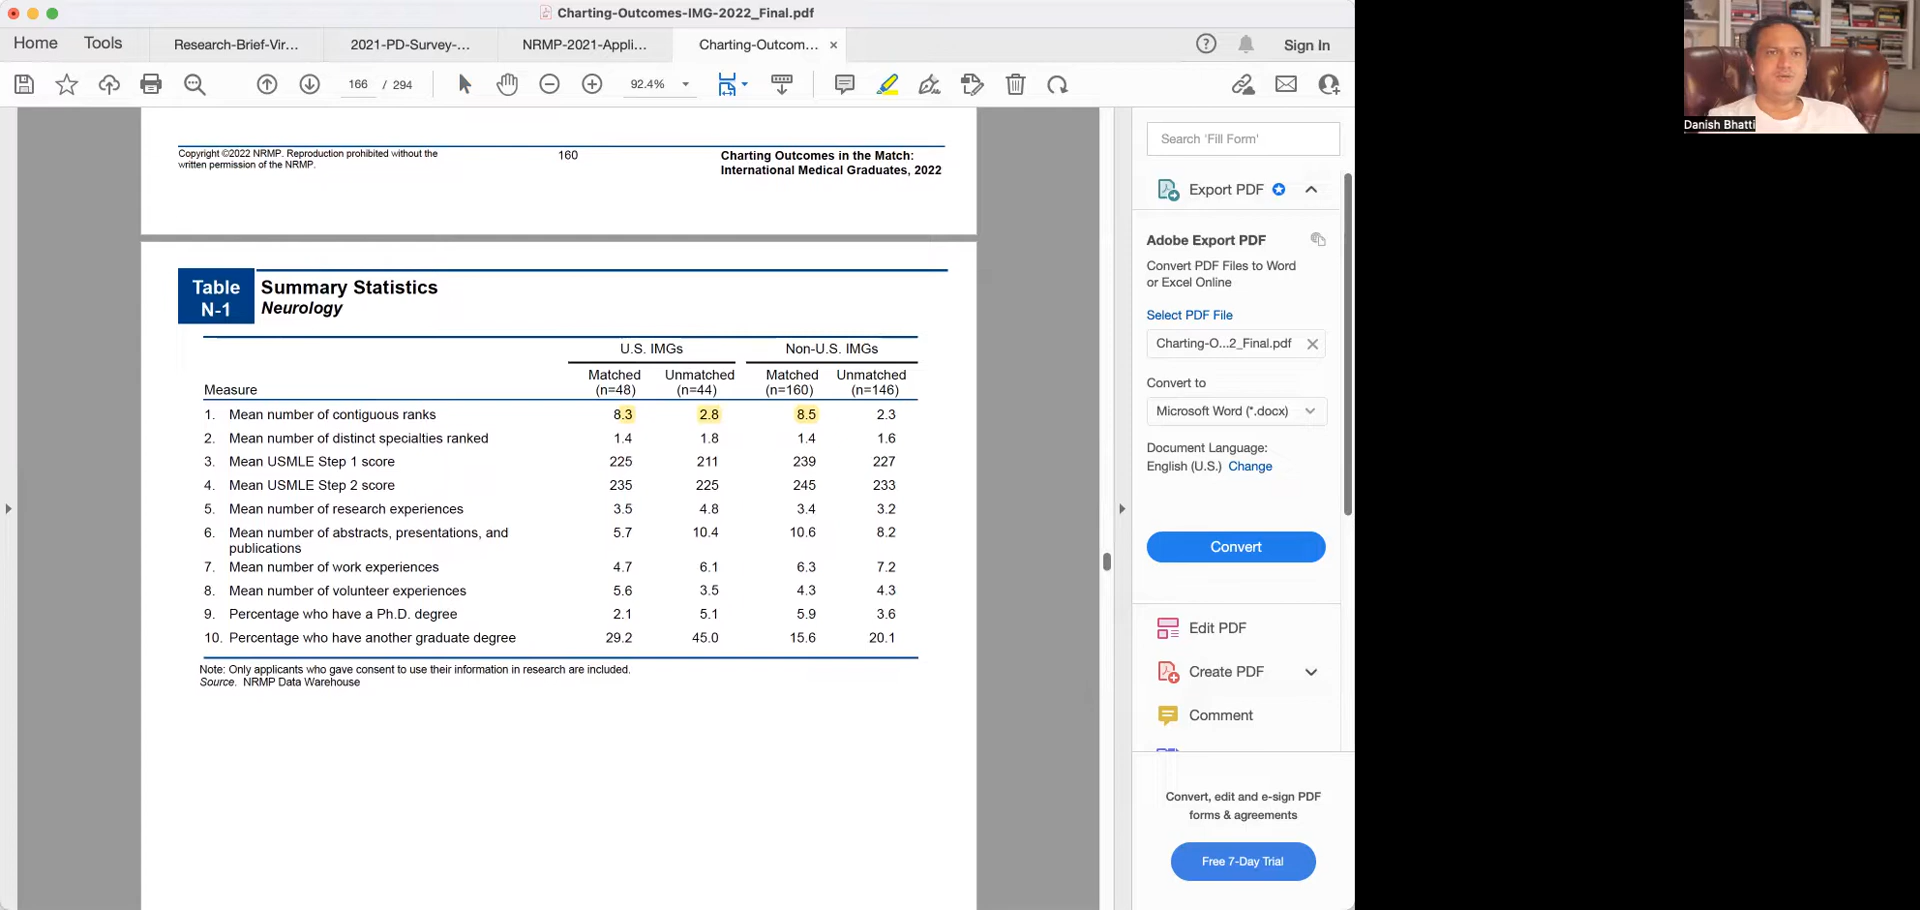 Charting-Outcomes-IMG-2022_Final.pdf
Home Tools Research-Brief-Vir... 2021-PD-Survey-... NRMP-2021-Appli... Charting-Outcom... × Sign In
166 / 294 92.4%
Danish Bhatti
Copyright ©2022 NRMP. Reproduction prohibited without the
written permission of the NRMP.
160
Charting Outcomes in the Match:
International Medical Graduates, 2022
Table
N-1
Summary Statistics
Neurology
U.S. IMGs Non-U.S. IMGs
Matched Unmatched Matched Unmatched
Measure (n=48) (n=44) (n=160) (n=146)
1. Mean number of contiguous ranks 8.3 2.8 8.5 2.3
2. Mean number of distinct specialties ranked 1.4 1.8 1.4 1.6
3. Mean USMLE Step 1 score 225 211 239 227
4. Mean USMLE Step 2 score 235 225 245 233
5. Mean number of research experiences 3.5 4.8 3.4 3.2
6. Mean number of abstracts, presentations, and 5.7 10.4 10.6 8.2
publications
7. Mean number of work experiences 4.7 6.1 6.3 7.2
8. Mean number of volunteer experiences 5.6 3.5 4.3 4.3
9. Percentage who have a Ph.D. degree 2.1 5.1 5.9 3.6
10. Percentage who have another graduate degree 29.2 45.0 15.6 20.1
Note: Only applicants who gave consent to use their information in research are included.
Source. NRMP Data Warehouse
Search 'Fill Form'
Export PDF
Adobe Export PDF
Convert PDF Files to Word
or Excel Online
Select PDF File
Charting-O...2_Final.pdf
Convert to
Microsoft Word (*.docx)
Document Language:
English (U.S.) Change
Convert
Edit PDF
Create PDF
Comment
Convert, edit and e-sign PDF
forms & agreements
Free 7-Day Trial